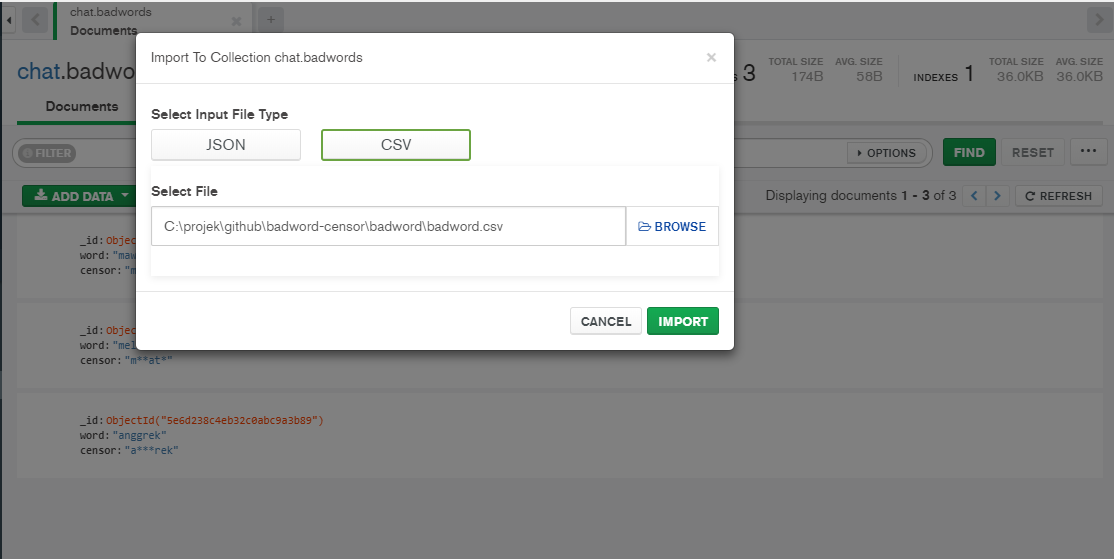 chat.badwords
Documents
Import To Collection chat.badwords
chat.badwo
3
TOTAL SIZE
174B
AVG. SIZE
58B
INDEXES 1
TOTAL SIZE
36.0KB
AVG. SIZE
36.0KB
Documents
Select Input File Type
JSON
CSV
FILTER
OPTIONS
FIND
RESET
...
ADD DATA
Select File
Displaying documents 1 - 3 of 3
REFRESH
C:\projek\github\badword-censor\badword\badword.csv
BROWSE
_id: Objec
word: "maw
censor: "m
CANCEL
IMPORT
_id: Objec
word: "mel
censor: "m**at*"
_id: ObjectId("5e6d238c4eb32c0abc9a3b89")
word: "anggrek"
censor: "a***rek"